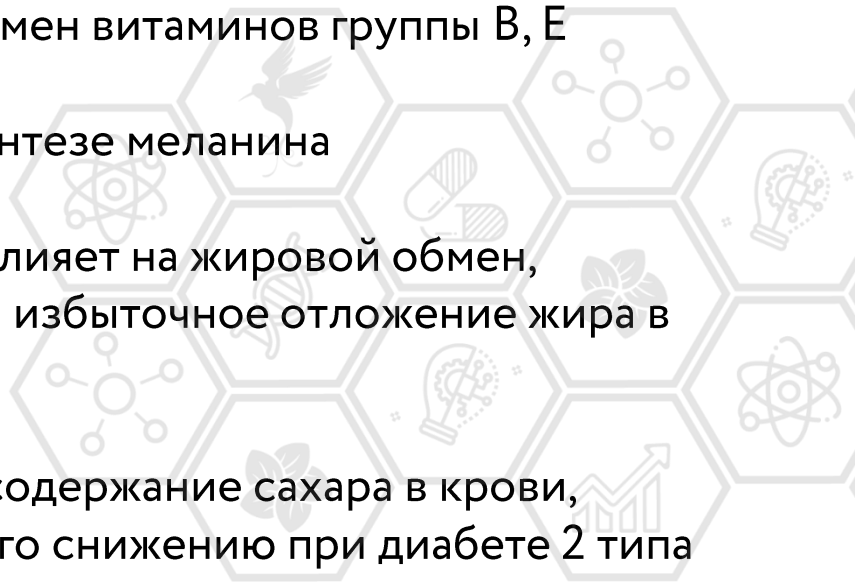 мен витаминов группы В, Е
нтезе меланина
лияет на жировой обмен,
избыточное отложение жира в
содержание сахара в крови,
го снижению при диабете 2 типа